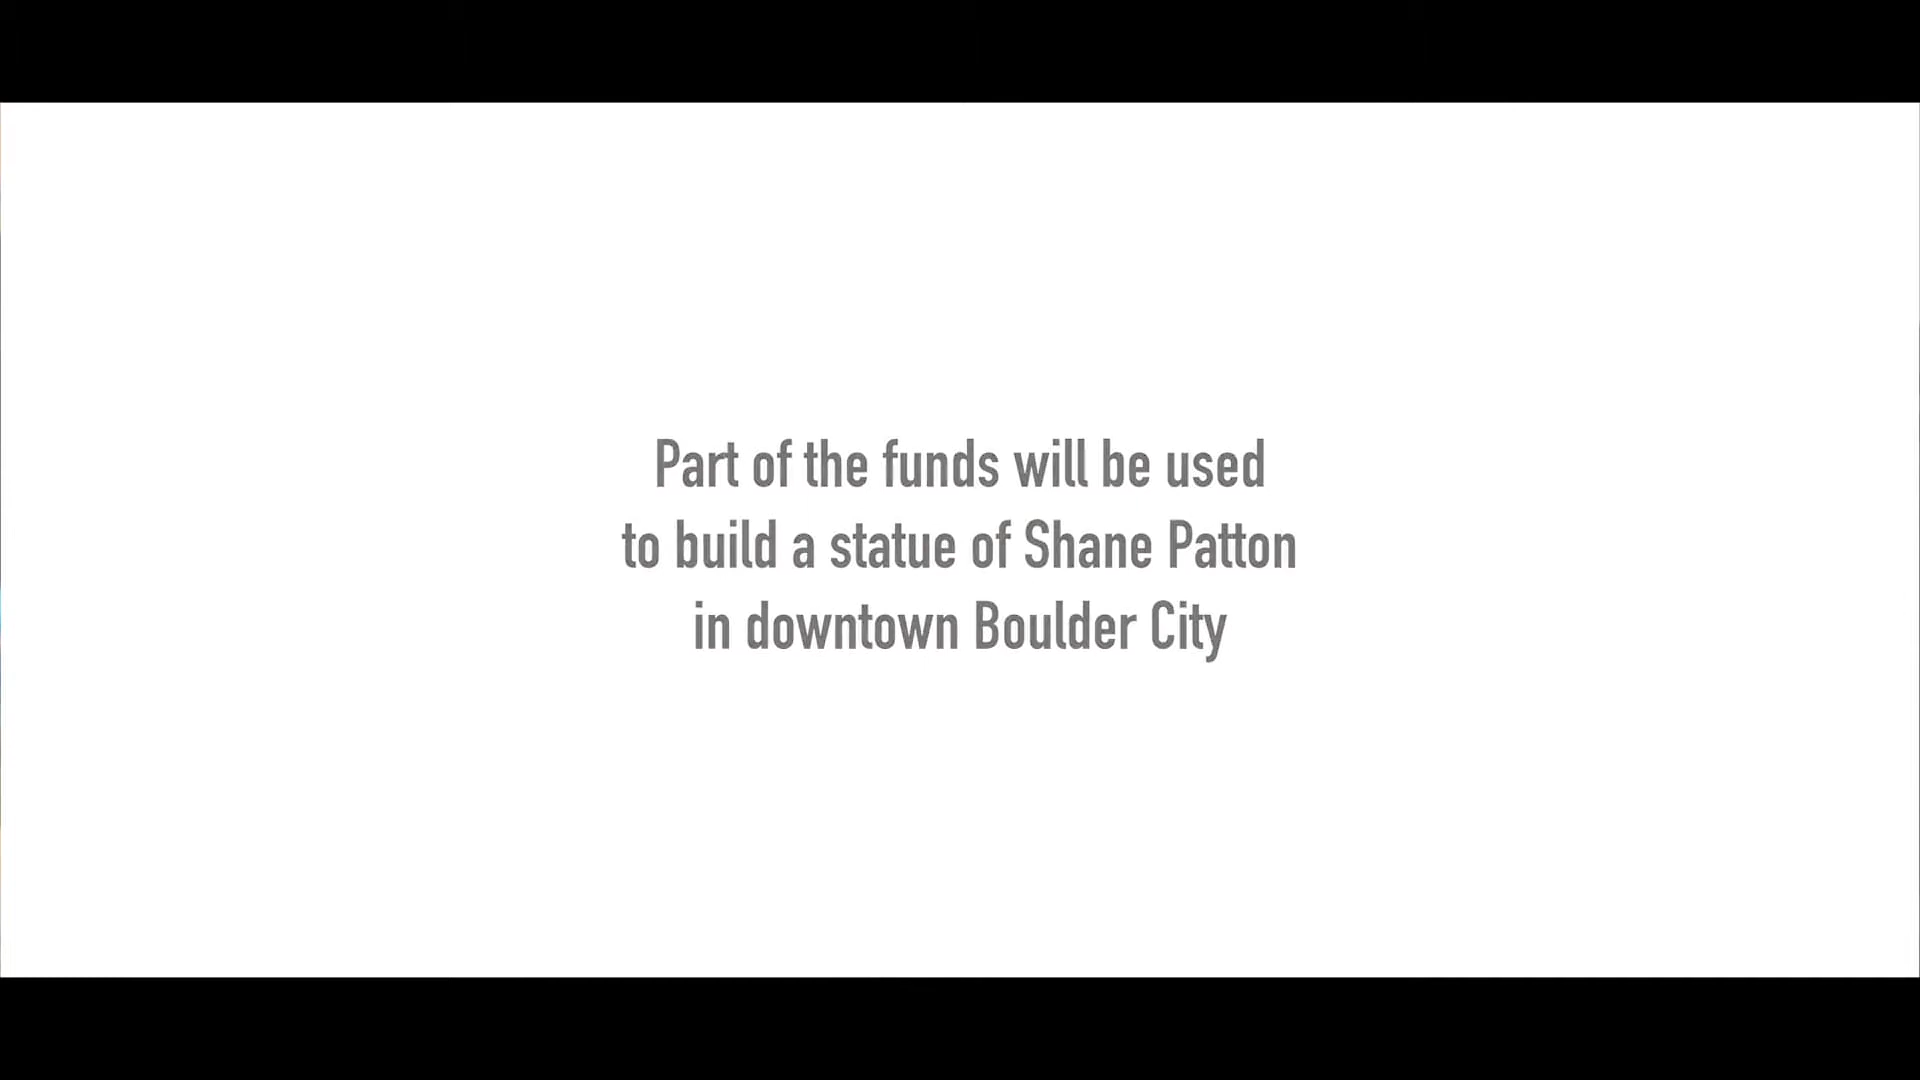 Part of the funds will be used
to build a statue of Shane Patton
in downtown Boulder City